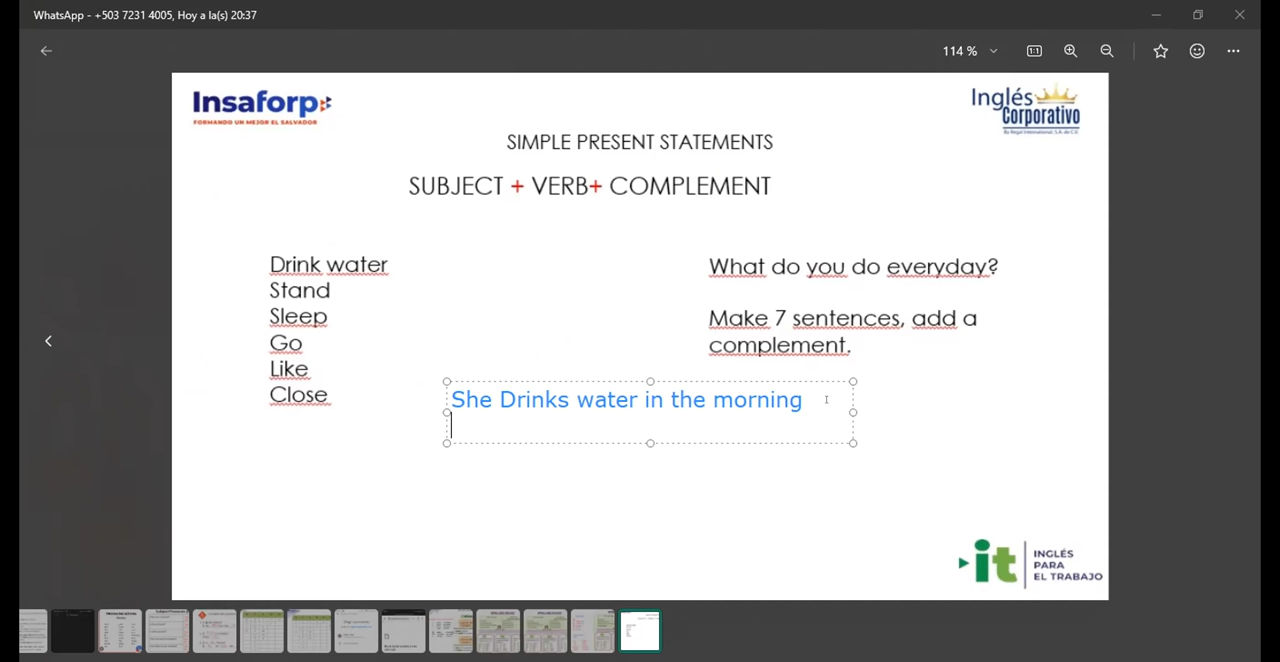 WhatsApp - +503 7231 4005, Hoy a la(s) 20:37
114 %
1:1
Insaforp
FORMANDO UN MEJOR EL SALVADOR
Inglés
Corporativo
SIMPLE PRESENT STATEMENTS
SUBJECT + VERB+ COMPLEMENT
Drink water
Stand
Sleep
Go
Like
Close
What do you do everyday?
Make 7 sentences, add a
complement.
She Drinks water in the morning
it
INGLÉS
PARA
EL TRABAJO